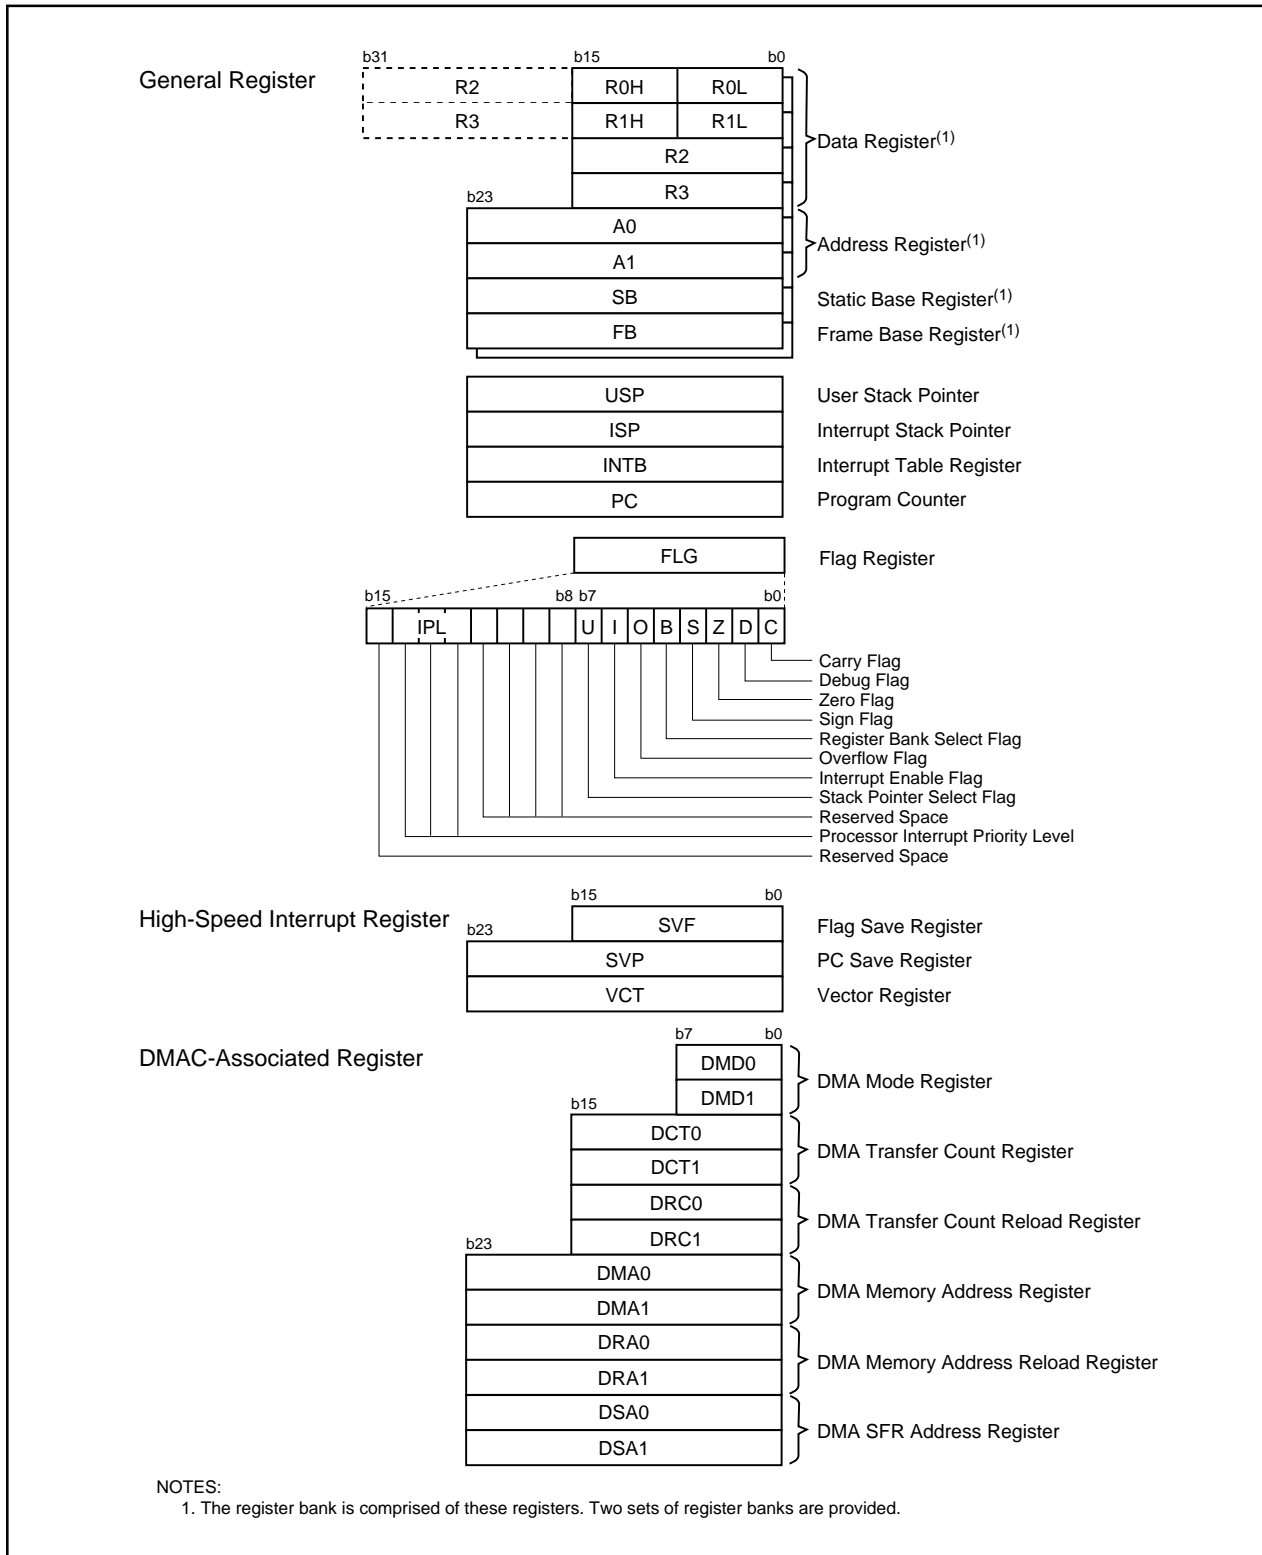 b31 b15 b0
General Register
R2 R0H R0L
R3 R1H R1L
Data Register(1)
R2
R3
b23
A0
Address Register(1)
A1
SB Static Base Register(1)
FB Frame Base Register(1)
USP User Stack Pointer
ISP Interrupt Stack Pointer
INTB Interrupt Table Register
PC Program Counter
FLG Flag Register
b15 b8 b7 b0
IPL U I O B S Z D C
Carry Flag
Debug Flag
Zero Flag
Sign Flag
Register Bank Select Flag
Overflow Flag
Interrupt Enable Flag
Stack Pointer Select Flag
Reserved Space
Processor Interrupt Priority Level
Reserved Space
b15 b0
High-Speed Interrupt Register
SVF Flag Save Register
b23
SVP PC Save Register
VCT Vector Register
b7 b0
DMAC-Associated Register
DMD0
DMA Mode Register
DMD1
b15
DCT0
DMA Transfer Count Register
DCT1
DRC0
DMA Transfer Count Reload Register
DRC1
b23
DMA0
DMA Memory Address Register
DMA1
DRA0
DMA Memory Address Reload Register
DRA1
DSA0
DMA SFR Address Register
DSA1
NOTES:
1. The register bank is comprised of these registers. Two sets of register banks are provided.